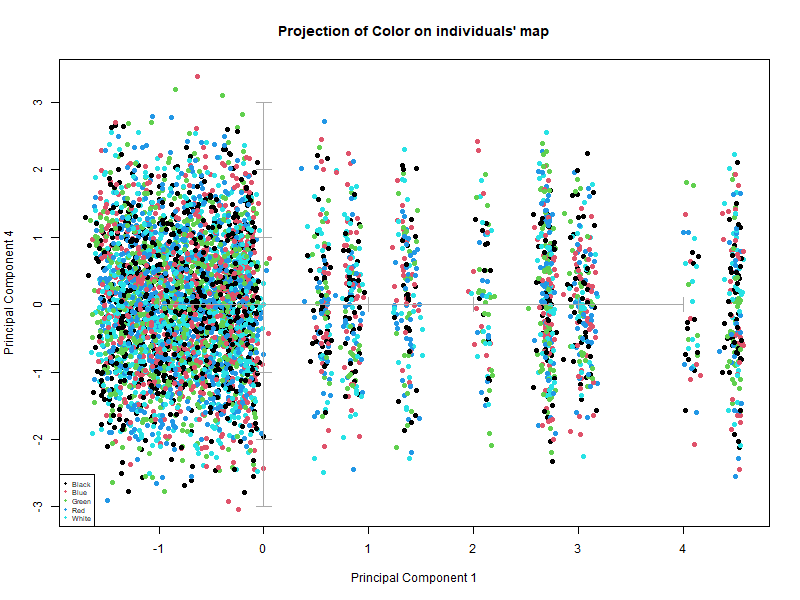 Projection of Color on individuals' map
Principal Component 4
3
2
1
0
-1
-2
-3
Black
Blue
Green
Red
White
-1
0
1
2
3
4
Principal Component 1